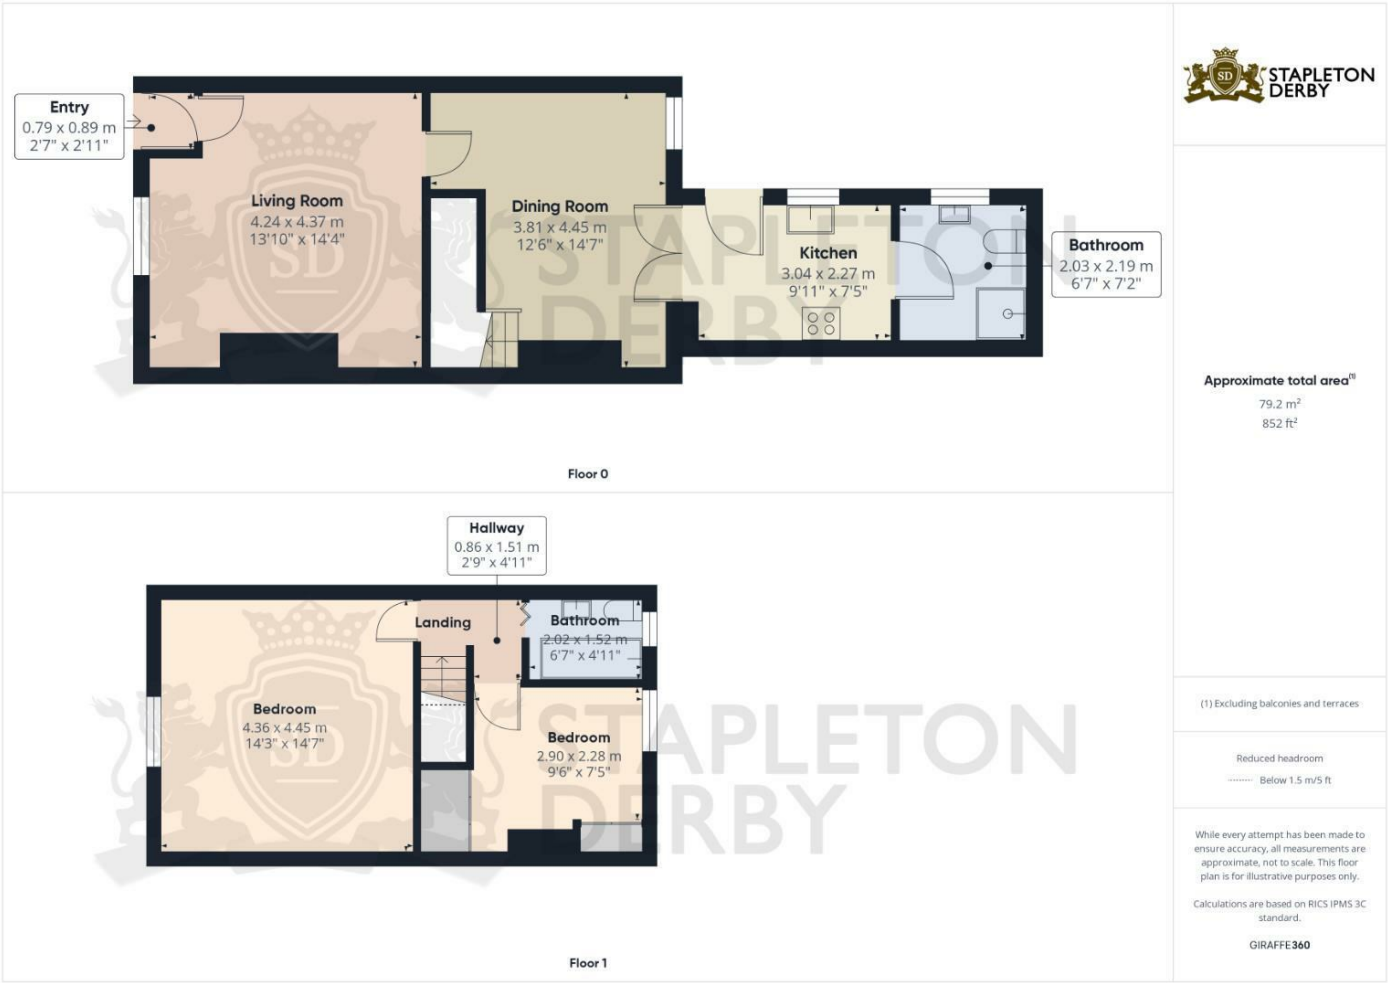 Entry
0.79 x 0.89 m
2'7" x 2'11"
Living Room
4.24 x 4.37 m
13'10" x 14'4"
Dining Room
3.81 x 4.45 m
12'6" x 14'7"
Kitchen
3.04 x 2.27 m
9'11" x 7'5"
Bathroom
2.03 x 2.19 m
6'7" x 7'2"
SD
STAPLETON
DERBY
Floor 0
Hallway
0.86 x 1.51 m
2'9" x 4'11"
Landing
Bathroom
2.02 x 1.52 m
6'7" x 4'11"
Bedroom
4.36 x 4.45 m
14'3" x 14'7"
Bedroom
2.90 x 2.28 m
9'6" x 7'5"
SD
STAPLETON
DERBY
Floor 1
SD
STAPLETON
DERBY
Approximate total area(1)
79.2 m²
852 ft²
(1) Excluding balconies and terraces
Reduced headroom
Below 1.5 m/5 ft
While every attempt has been made to
ensure accuracy, all measurements are
approximate, not to scale. This floor
plan is for illustrative purposes only.
Calculations are based on RICS IPMS 3C
standard.
GIRAFFE360